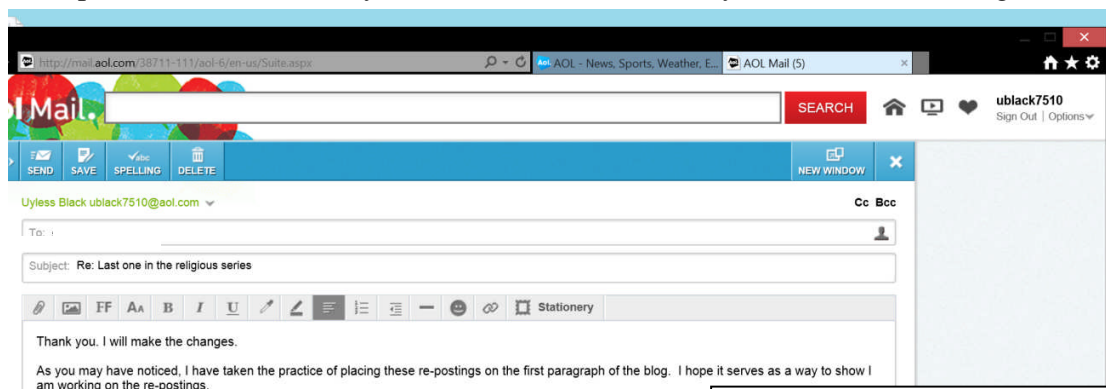 http://mail.aol.com/38711-111/aol-6/en-us/Suite.aspx
AOL - News, Sports, Weather, E...
AOL Mail (5)
Mail.
SEARCH
ublack7510
Sign Out | Options
SEND
SAVE
SPELLING
DELETE
NEW WINDOW
Uyless Black ublack7510@aol.com
Cc Bcc
To:
Subject: Re: Last one in the religious series
FF AA B I U
Stationery
Thank you. I will make the changes.
As you may have noticed, I have taken the practice of placing these re-postings on the first paragraph of the blog. I hope it serves as a way to show I
am working on the re-postings.